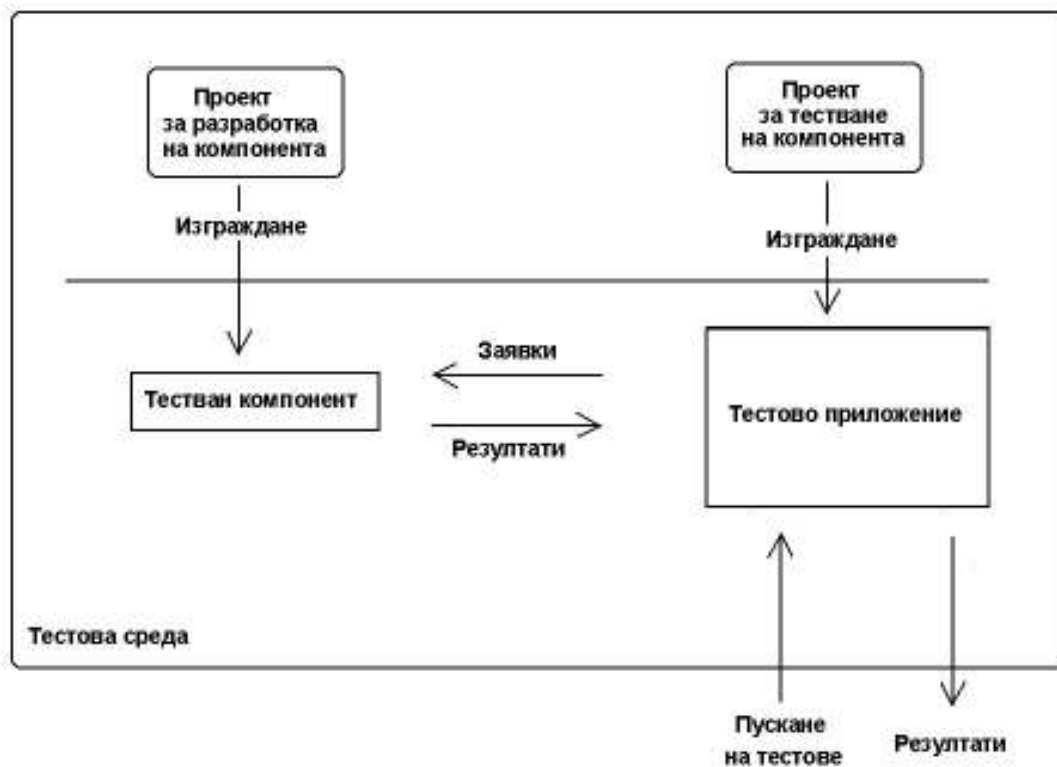 Проект
за разработка
на компонента
Проект
за тестване
на компонента
Изграждане
Изграждане
Заявки
Тестван компонент
Тестово приложение
Резултати
Тестова среда
Пускане
на тестове
Резултати